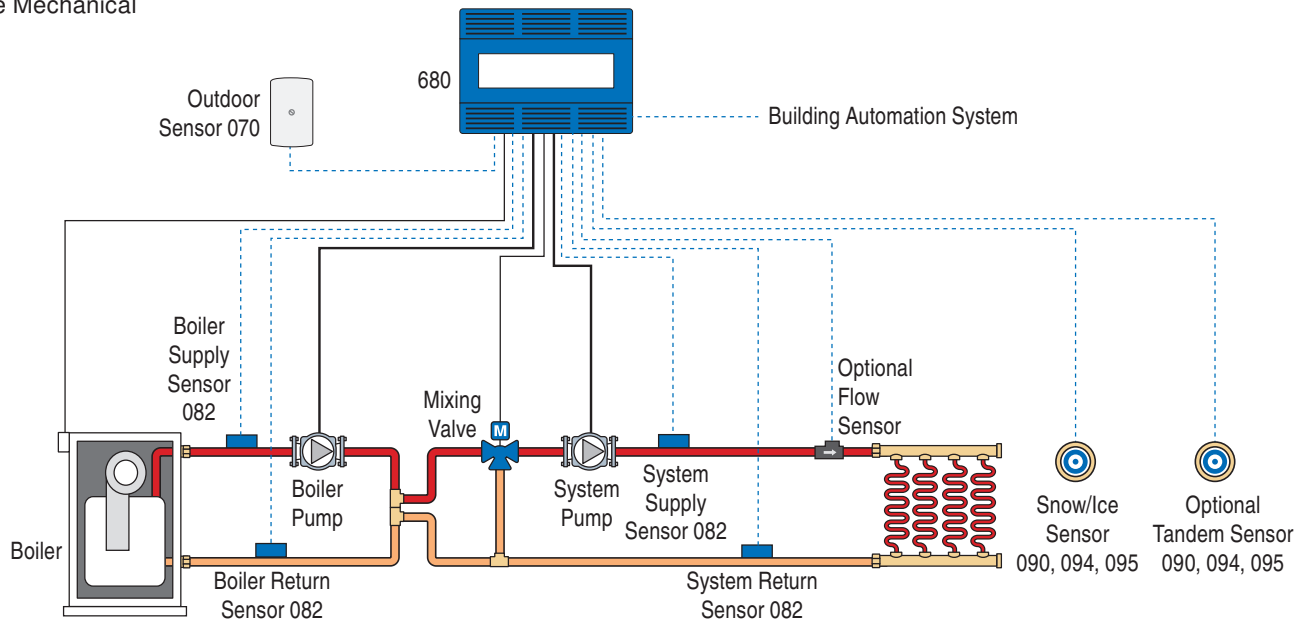 e Mechanical
680
Outdoor
Sensor 070
Building Automation System
Boiler
Supply
Sensor
082
Mixing
Valve
Optional
Flow
Sensor
M
Boiler
Pump
System
Pump
System
Supply
Sensor 082
Snow/Ice
Sensor
090, 094, 095
Optional
Tandem Sensor
090, 094, 095
Boiler
Boiler Return
Sensor 082
System Return
Sensor 082